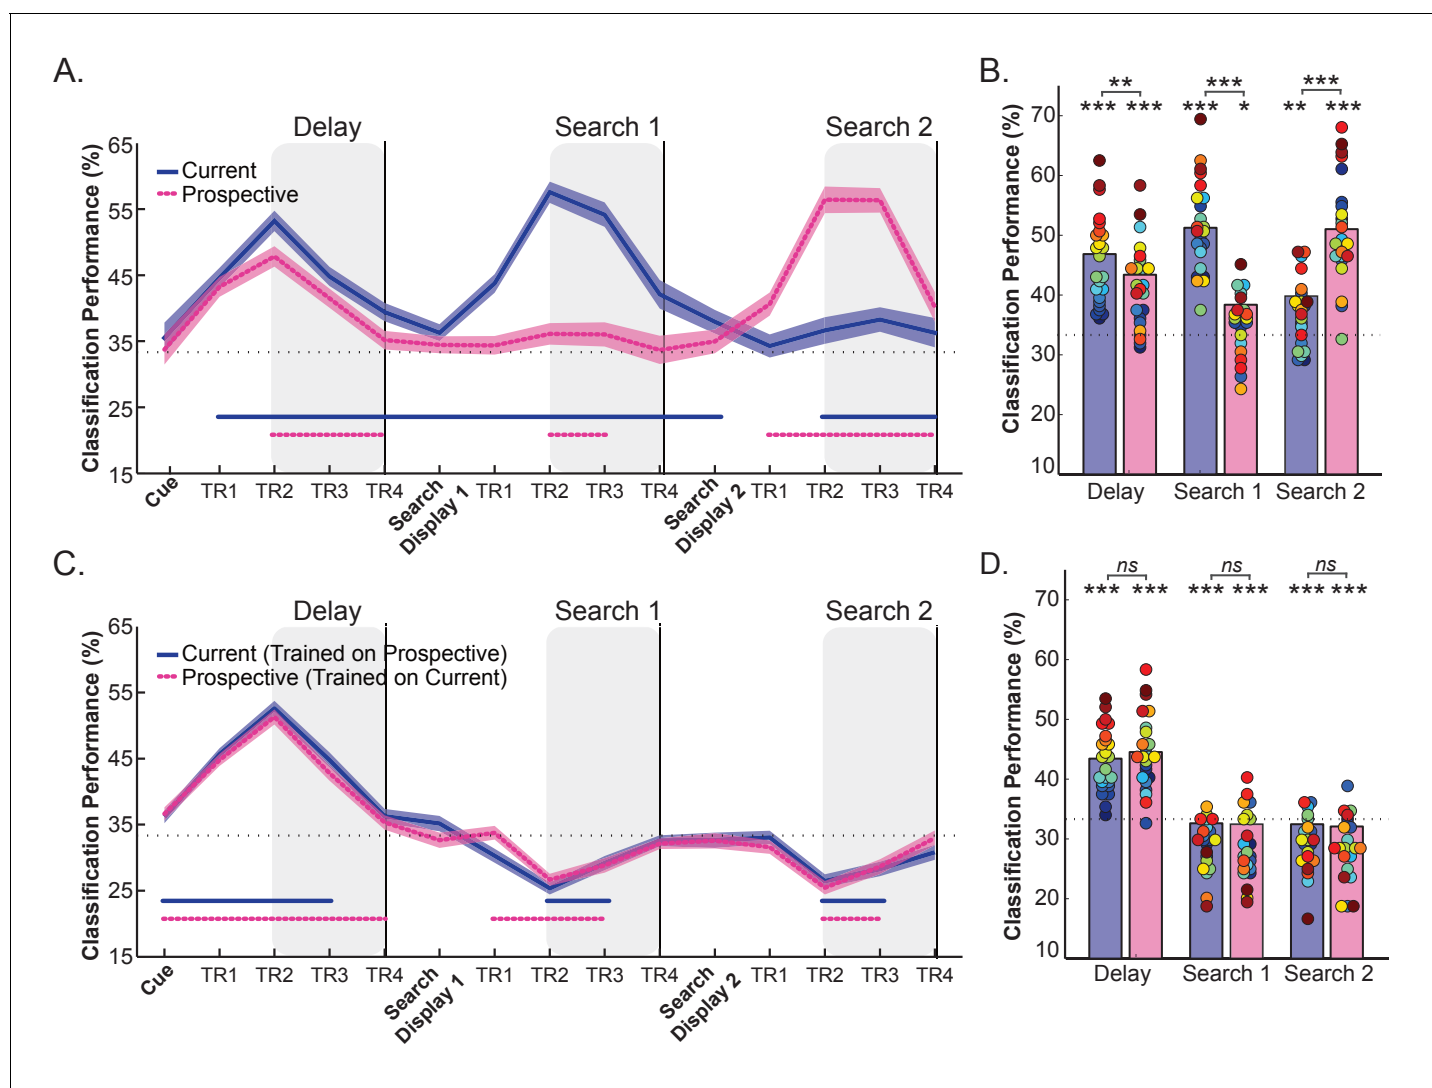 A.
Delay
Search 1
Search 2
Classification Performance (%)
65
55
45
35
25
15
Current
Prospective
Cue
TR1
TR2
TR3
TR4
Search
Display 1
TR1
TR2
TR3
TR4
Search
Display 2
TR1
TR2
TR3
TR4
B.
** *** ***
*** *** *** * ** ***
Classification Performance (%)
70
60
50
40
30
20
10
Delay
Search 1
Search 2
C.
Delay
Search 1
Search 2
Classification Performance (%)
65
55
45
35
25
15
Current (Trained on Prospective)
Prospective (Trained on Current)
Cue
TR1
TR2
TR3
TR4
Search
Display 1
TR1
TR2
TR3
TR4
Search
Display 2
TR1
TR2
TR3
TR4
D.
ns ns ns
*** *** *** *** *** ***
Classification Performance (%)
70
60
50
40
30
20
10
Delay
Search 1
Search 2